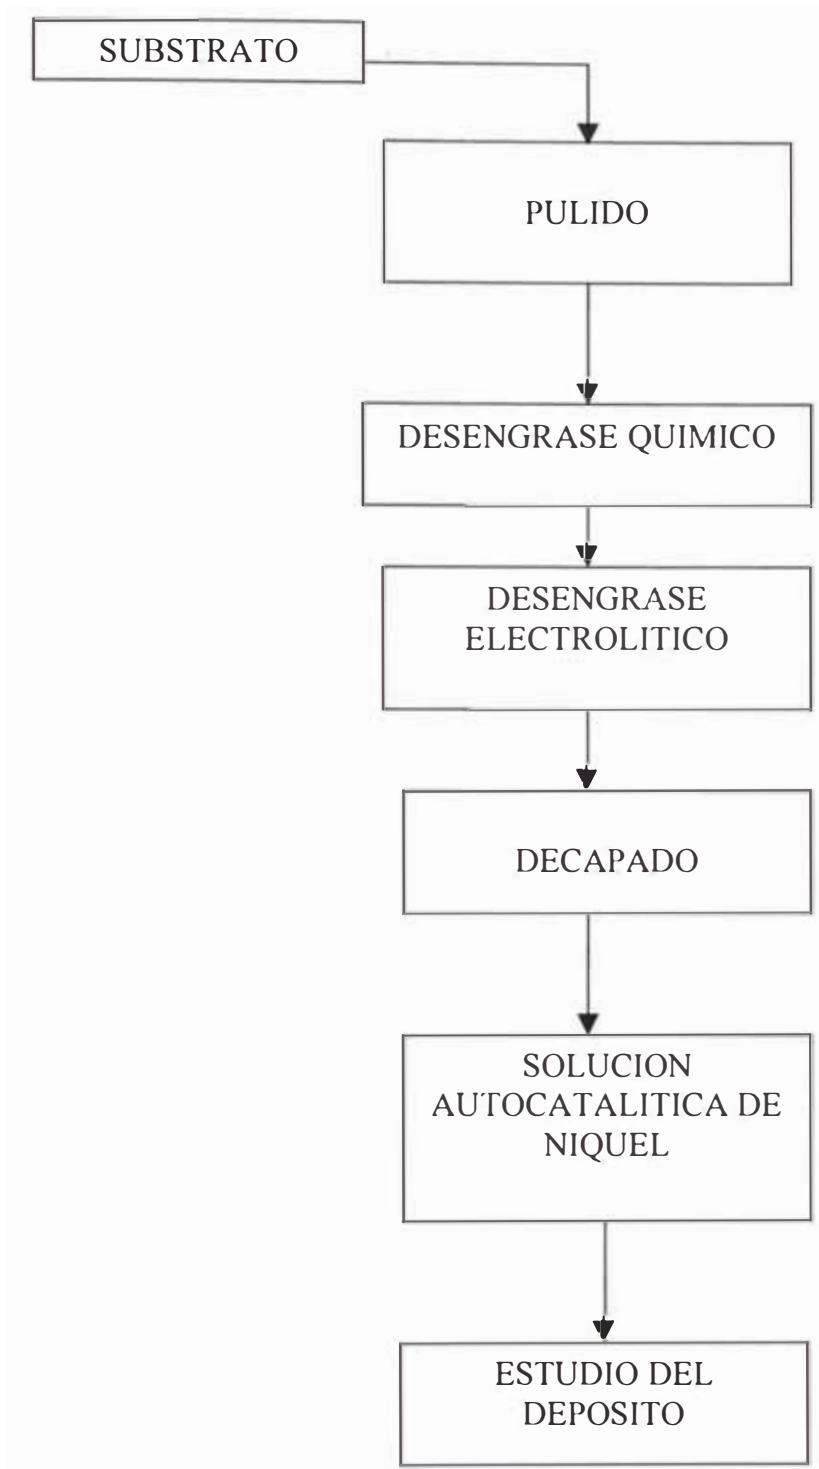 SUBSTRATO
PULIDO
DESENGRASE QUIMICO
DESENGRASE
ELECTROLITICO
DECAPADO
SOLUCION
AUTOCATALITICA DE
NIQUEL
ESTUDIO DEL
DEPOSITO